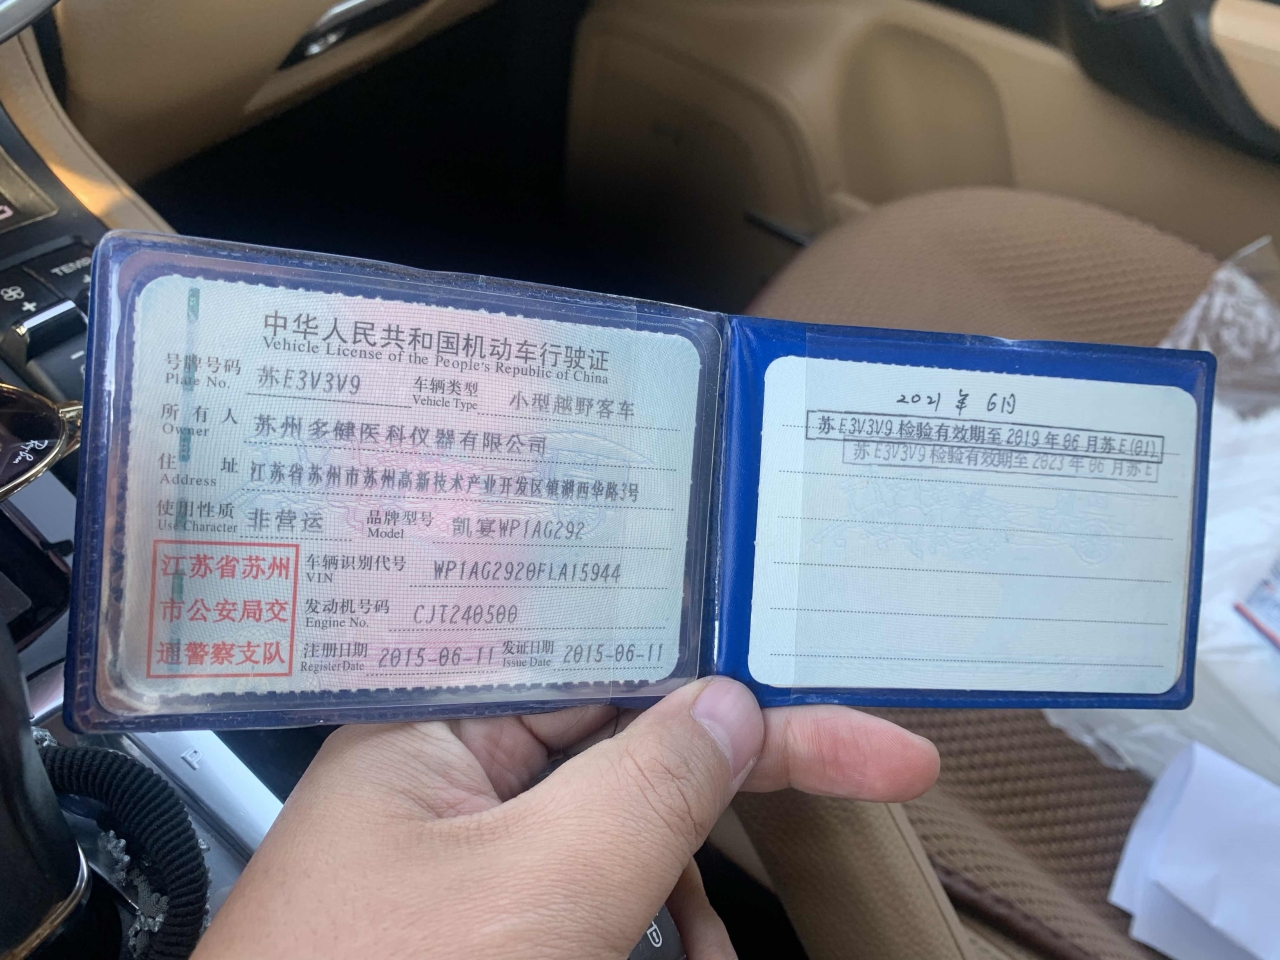 中华人民共和国机动车行驶证
Vehicle License of the People's Republic of China
号牌号码 苏E3V3V9 车辆类型 小型越野客车
Plate No. Vehicle Type
所有人 苏州多健医科仪器有限公司
Owner
住址 江苏省苏州市苏州高新技术产业开发区镇湖西华路3号
Address
使用性质 非营运 品牌型号 凯宴WP1AG292
Use Character Model
江苏省苏州
市公安局交
通警察支队
车辆识别代号 WP1AG2920FLA15944
VIN
发动机号码 CJT240500
Engine No.
注册日期 2015-06-11 发证日期 2015-06-11
Register Date Issue Date
2021年6月
苏E3V3V9检验有效期至2019年06月苏E(01)
苏E3V3V9检验有效期至2023年06月苏E
TEMP
Ray-Ban